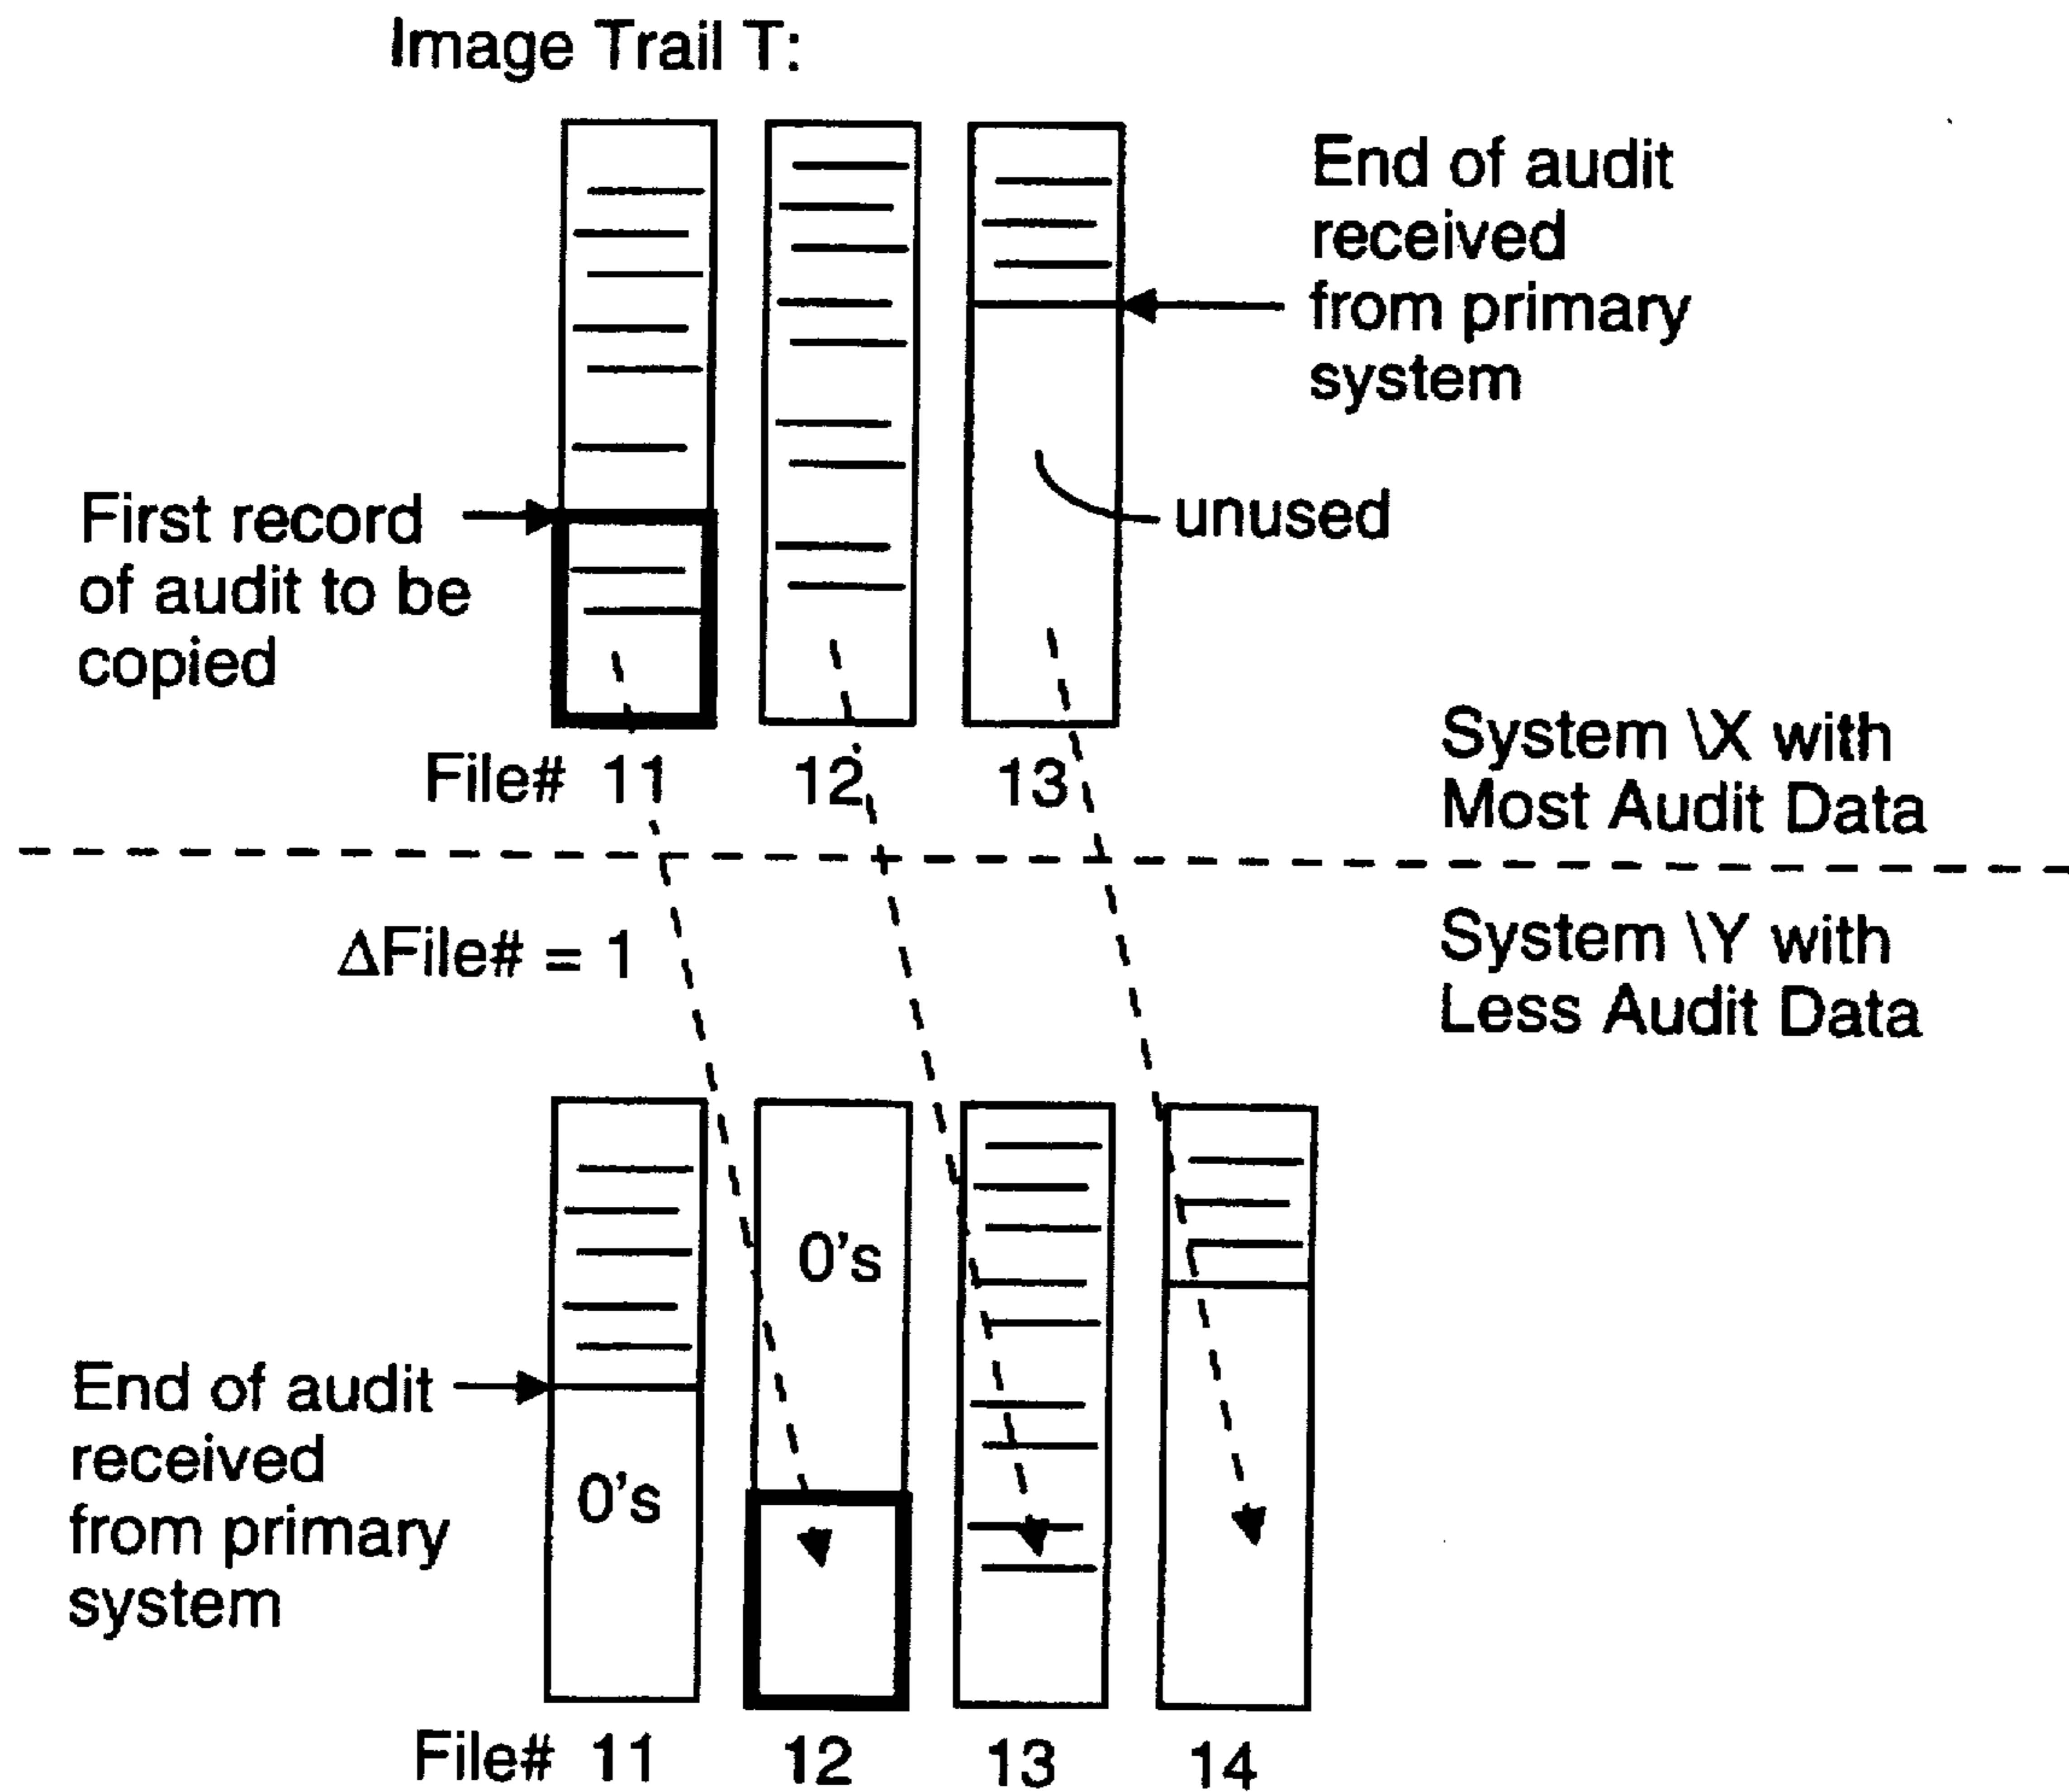 Image Trail T:
End of audit
received
from primary
system
First record
of audit to be
copied
unused
File# 11 12 13
System \X with
Most Audit Data
ΔFile# = 1
System \Y with
Less Audit Data
0's
End of audit
received
from primary
system
0's
File# 11 12 13 14